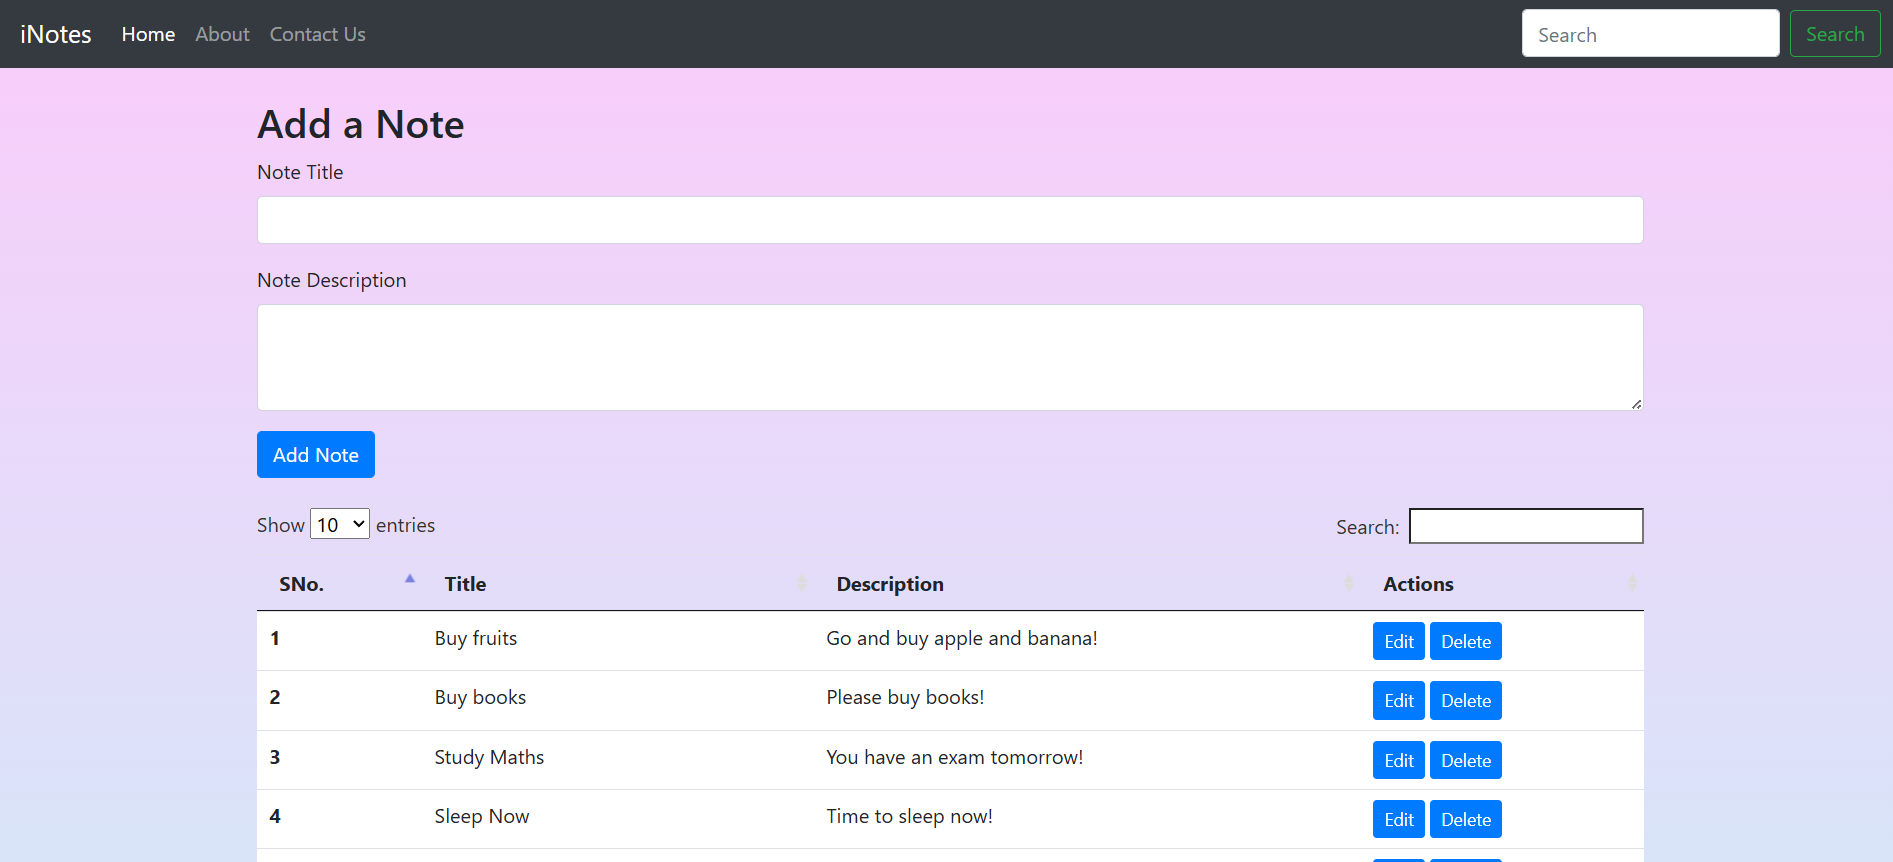 iNotes Home About Contact Us Search Search
Add a Note
Note Title
Note Description
Add Note
Show 10 entries Search:
SNo. Title Description Actions
1 Buy fruits Go and buy apple and banana! Edit Delete
2 Buy books Please buy books! Edit Delete
3 Study Maths You have an exam tomorrow! Edit Delete
4 Sleep Now Time to sleep now! Edit Delete